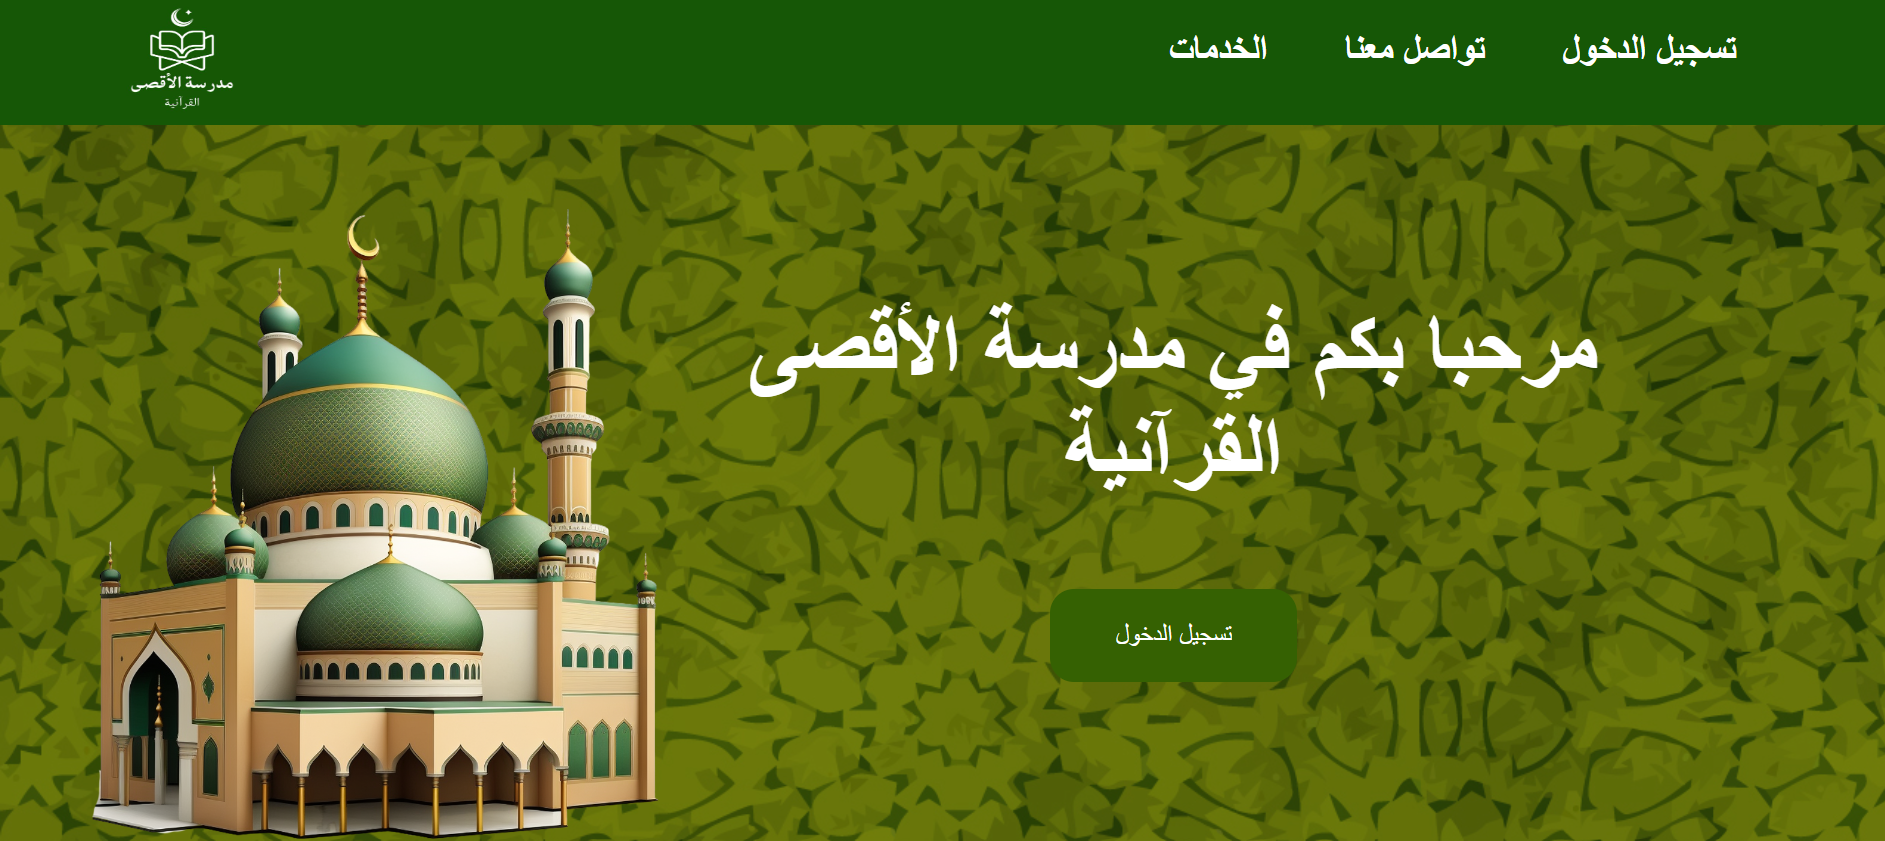 تسجيل الدخول
تواصل معنا
الخدمات
مدرسة الأقصى
القرآنية
مرحبا بكم في مدرسة الأقصى
القرآنية
تسجيل الدخول